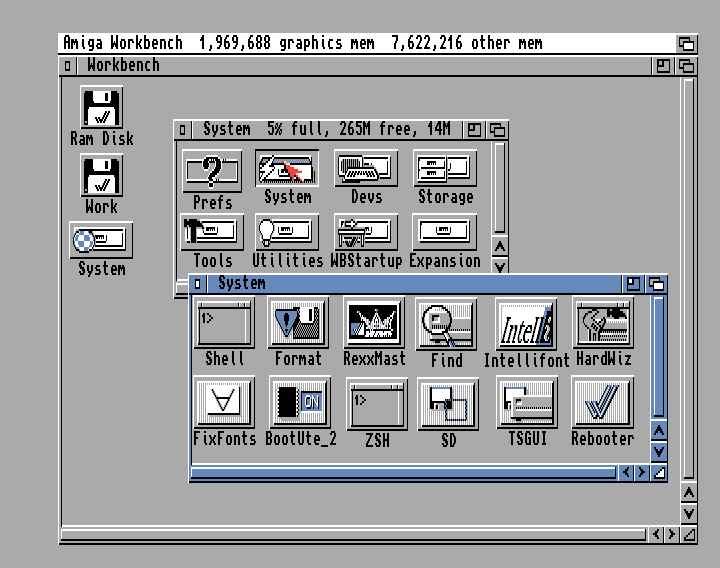 Amiga Workbench 1,969,688 graphics mem 7,622,216 other mem
Workbench
Ram Disk
Work
System
System 5% full, 265M free, 14M
Prefs System Devs Storage
Tools Utilities WBStartup Expansion
System
1>
Shell Format RexxMast Find Intellifont HardWiz
Intelli
ON
1>
FixFonts BootUte_2 ZSH SD TSGUI Rebooter